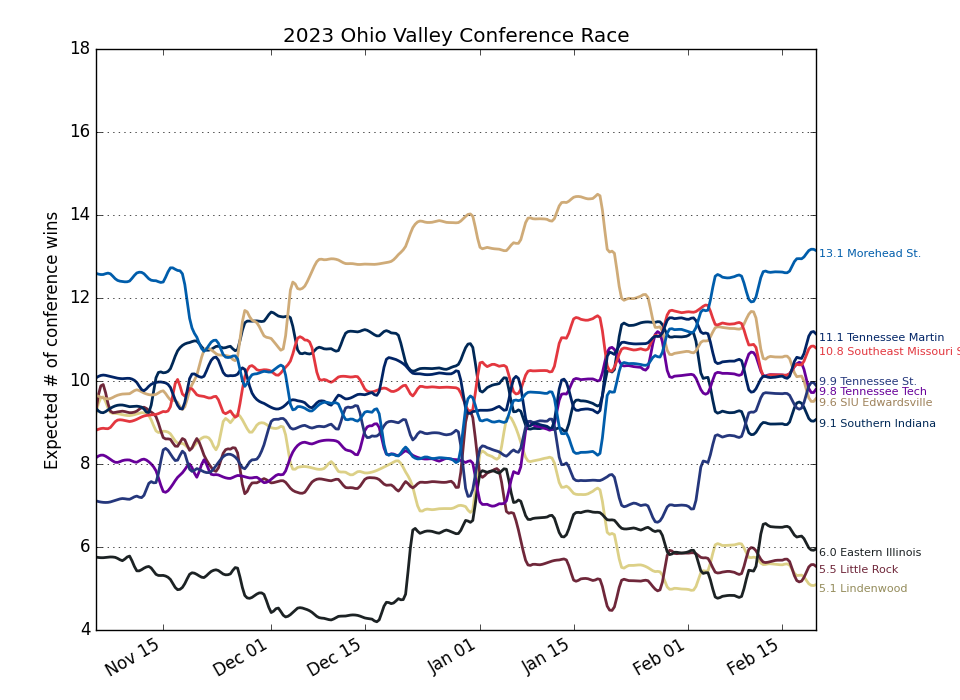 2023 Ohio Valley Conference Race
Expected # of conference wins
18
16
14
12
10
8
6
4
13.1 Morehead St.
11.1 Tennessee Martin
10.8 Southeast Missouri S
9.9 Tennessee St.
9.8 Tennessee Tech
9.6 SIU Edwardsville
9.1 Southern Indiana
6.0 Eastern Illinois
5.5 Little Rock
5.1 Lindenwood
Nov 15
Dec 01
Dec 15
Jan 01
Jan 15
Feb 01
Feb 15